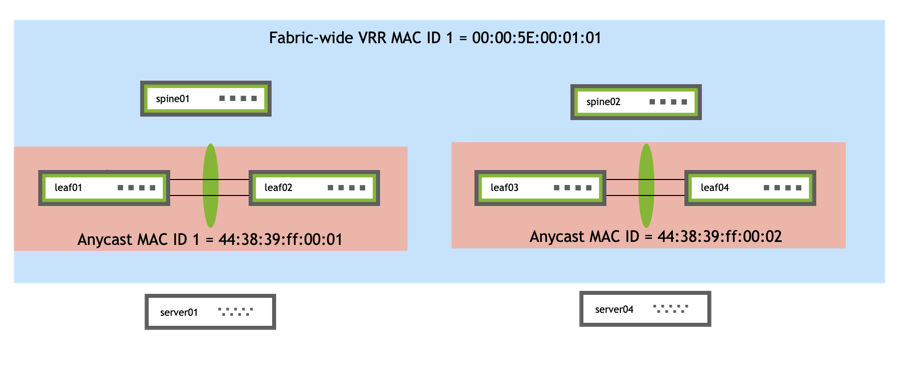 Fabric-wide VRR MAC ID 1 = 00:00:5E:00:01:01
spine01
spine02
leaf01
leaf02
leaf03
leaf04
Anycast MAC ID 1 = 44:38:39:ff:00:01
Anycast MAC ID = 44:38:39:ff:00:02
server01
server04